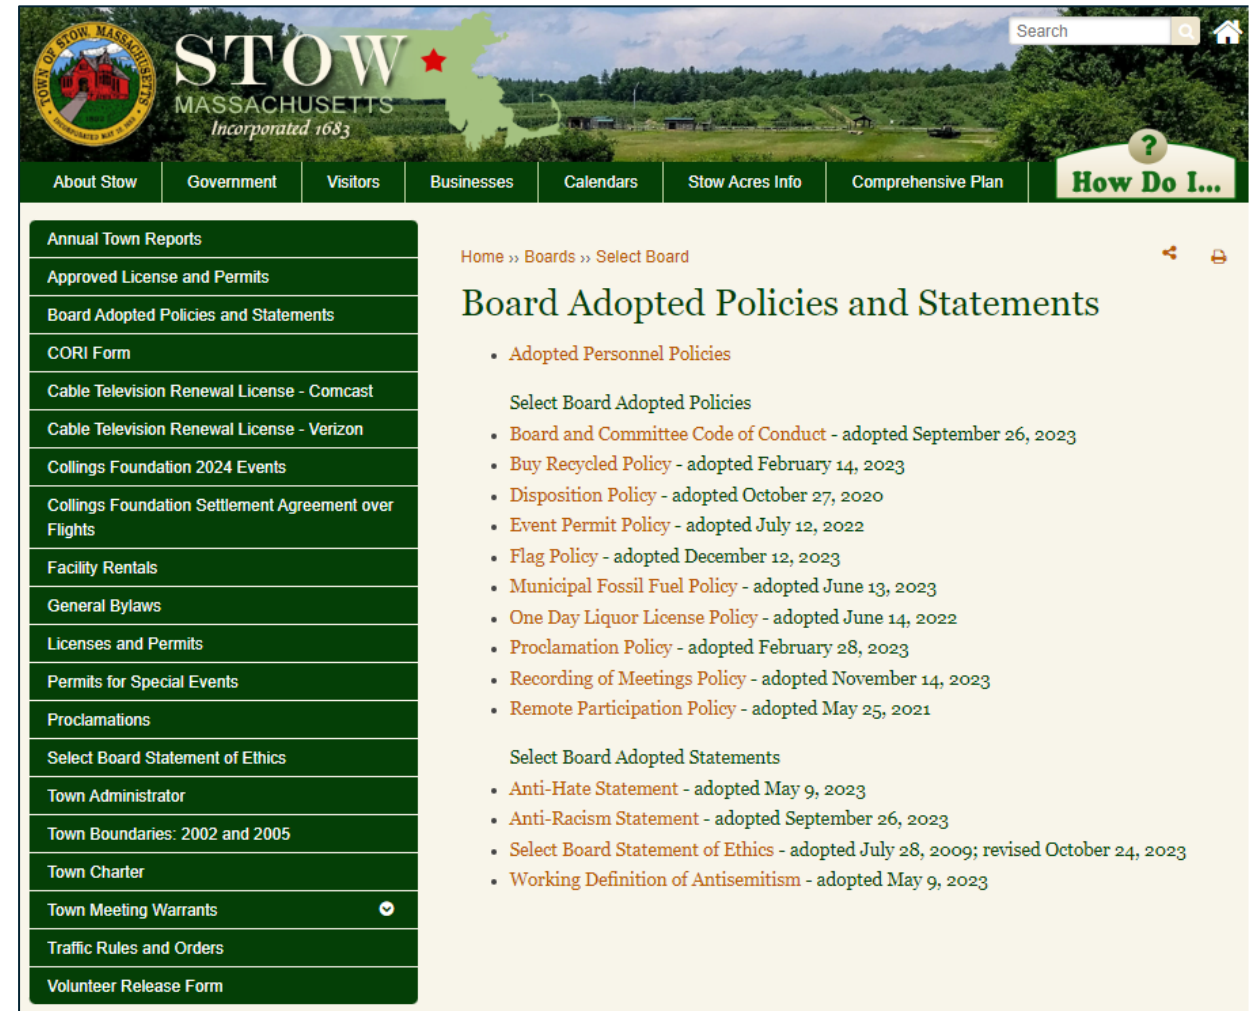 TOWN OF STOW, MASSACHUSETTS
INCORPORATED MAY 16, 1683
STOW
MASSACHUSETTS
Incorporated 1683
Search
?
How Do I...
About Stow
Government
Visitors
Businesses
Calendars
Stow Acres Info
Comprehensive Plan
Annual Town Reports
Approved License and Permits
Board Adopted Policies and Statements
CORI Form
Cable Television Renewal License - Comcast
Cable Television Renewal License - Verizon
Collings Foundation 2024 Events
Collings Foundation Settlement Agreement over
Flights
Facility Rentals
General Bylaws
Licenses and Permits
Permits for Special Events
Proclamations
Select Board Statement of Ethics
Town Administrator
Town Boundaries: 2002 and 2005
Town Charter
Town Meeting Warrants
Traffic Rules and Orders
Volunteer Release Form
Home ›› Boards ›› Select Board
Board Adopted Policies and Statements
• Adopted Personnel Policies
Select Board Adopted Policies
• Board and Committee Code of Conduct - adopted September 26, 2023
• Buy Recycled Policy - adopted February 14, 2023
• Disposition Policy - adopted October 27, 2020
• Event Permit Policy - adopted July 12, 2022
• Flag Policy - adopted December 12, 2023
• Municipal Fossil Fuel Policy - adopted June 13, 2023
• One Day Liquor License Policy - adopted June 14, 2022
• Proclamation Policy - adopted February 28, 2023
• Recording of Meetings Policy - adopted November 14, 2023
• Remote Participation Policy - adopted May 25, 2021
Select Board Adopted Statements
• Anti-Hate Statement - adopted May 9, 2023
• Anti-Racism Statement - adopted September 26, 2023
• Select Board Statement of Ethics - adopted July 28, 2009; revised October 24, 2023
• Working Definition of Antisemitism - adopted May 9, 2023